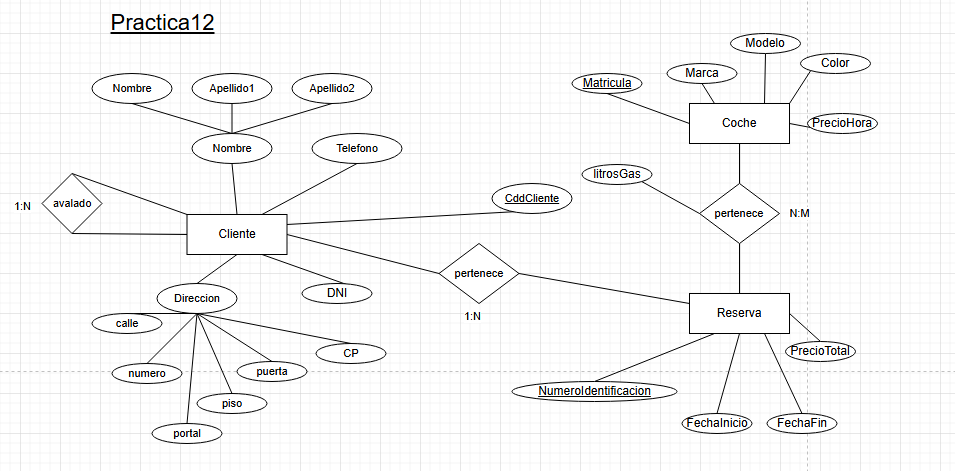 Practica12
Nombre
Apellido1
Apellido2
Nombre
Telefono
avalado
1:N
Cliente
CddCliente
Direccion
DNI
calle
numero
portal
piso
puerta
CP
pertenece
1:N
Matricula
Marca
Modelo
Color
PrecioHora
Coche
litrosGas
pertenece
N:M
Reserva
PrecioTotal
NumeroIdentificacion
FechaInicio
FechaFin